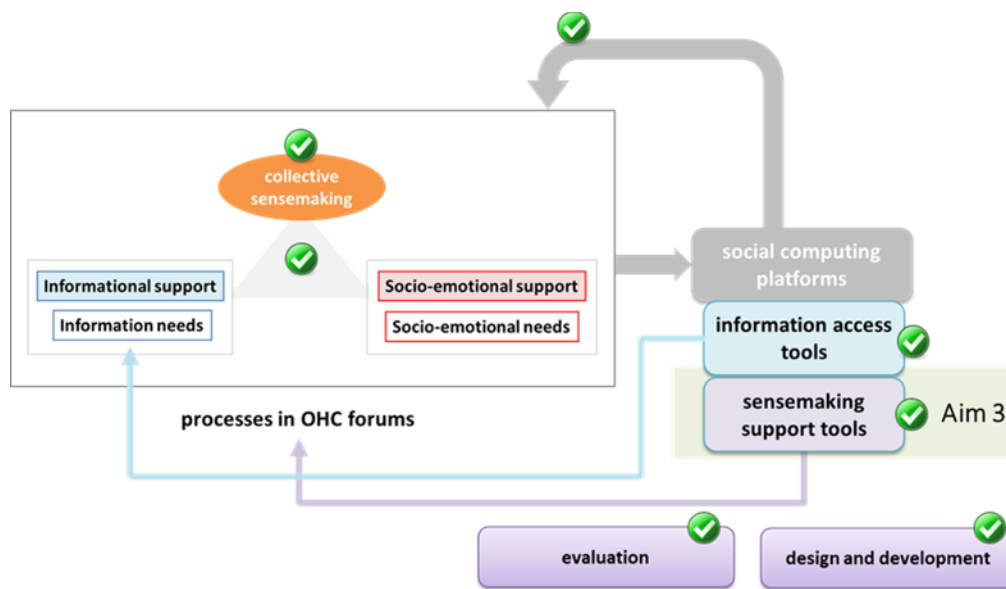 collective
sensemaking
social computing
platforms
Informational support
Information needs
Socio-emotional support
Socio-emotional needs
information access
tools
sensemaking
support tools
Aim 3
processes in OHC forums
evaluation
design and development